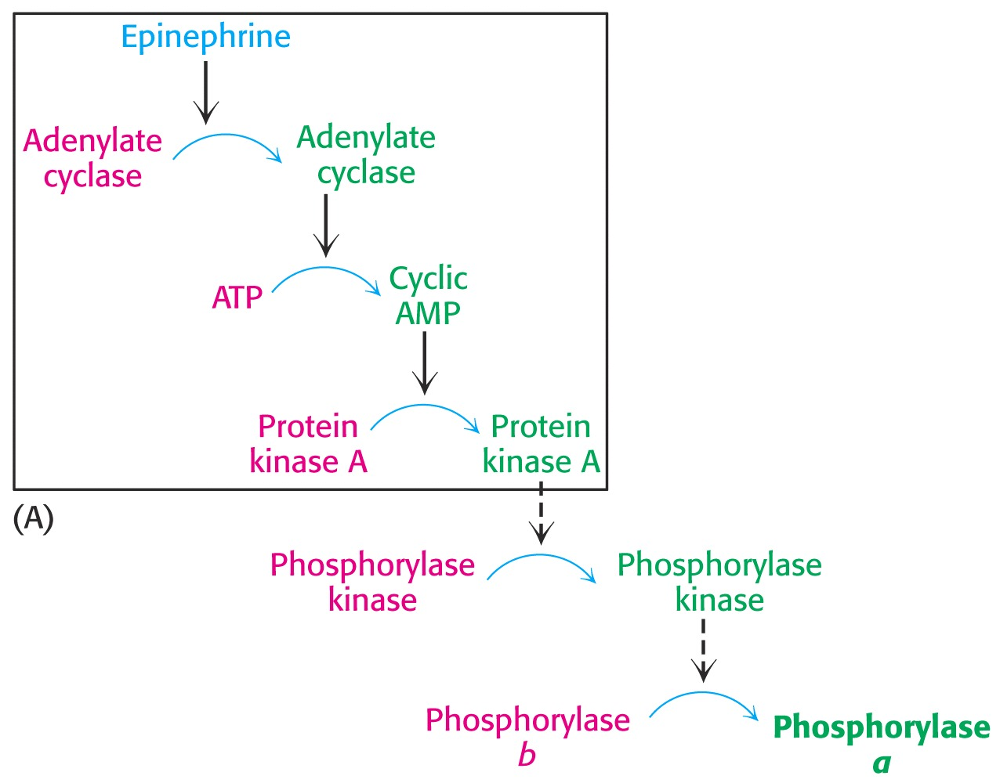 Epinephrine
Adenylate
cyclase
Adenylate
cyclase
ATP
Cyclic
AMP
Protein
kinase A
Protein
kinase A
(A)
Phosphorylase
kinase
Phosphorylase
kinase
Phosphorylase
b
Phosphorylase
a